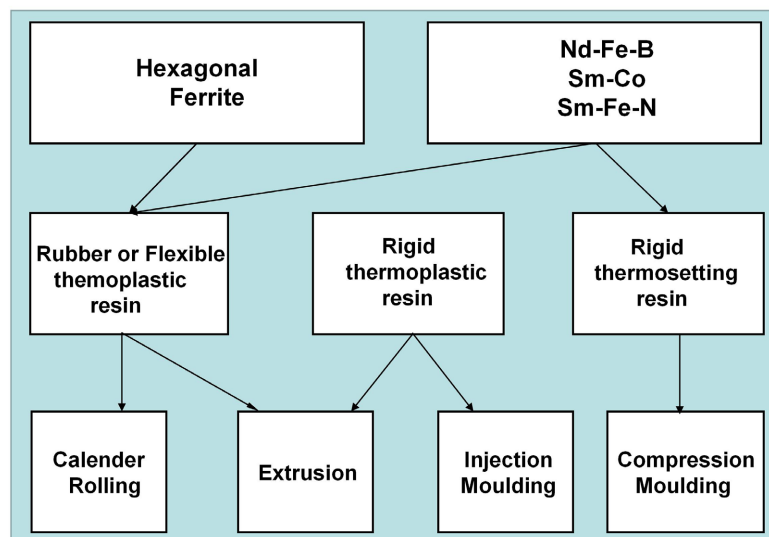 Hexagonal
Ferrite
Nd-Fe-B
Sm-Co
Sm-Fe-N
Rubber or Flexible
themoplastic
resin
Rigid
thermoplastic
resin
Rigid
thermosetting
resin
Calender
Rolling
Extrusion
Injection
Moulding
Compression
Moulding